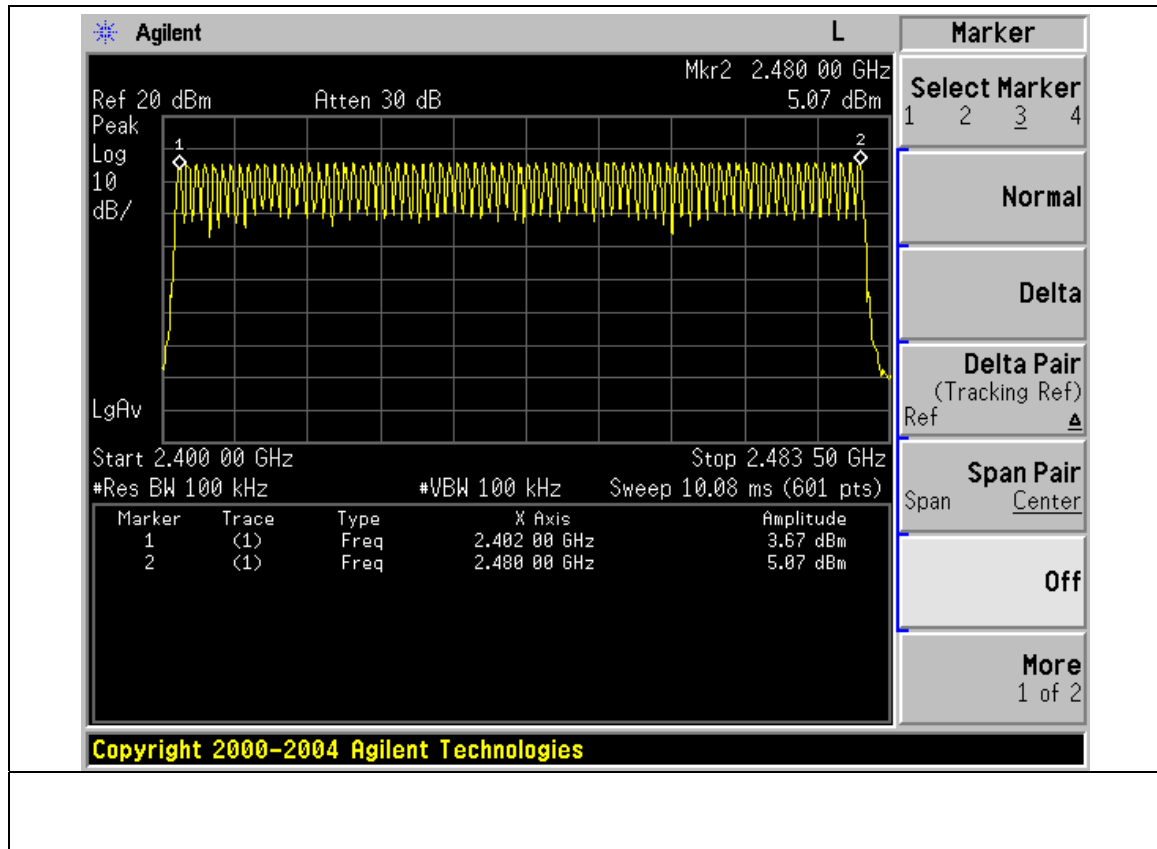 Agilent L
Marker
Mkr2 2.480 00 GHz
Ref 20 dBm Atten 30 dB 5.07 dBm
Peak
Log
10
dB/
1
2
LgAv
Start 2.400 00 GHz Stop 2.483 50 GHz
#Res BW 100 kHz #VBW 100 kHz Sweep 10.08 ms (601 pts)
Marker Trace Type X Axis Amplitude
1 (1) Freq 2.402 00 GHz 3.67 dBm
2 (1) Freq 2.480 00 GHz 5.07 dBm
Select Marker
1 2 3 4
Normal
Delta
Delta Pair
(Tracking Ref)
Ref Δ
Span Pair
Span Center
Off
More
1 of 2
Copyright 2000-2004 Agilent Technologies